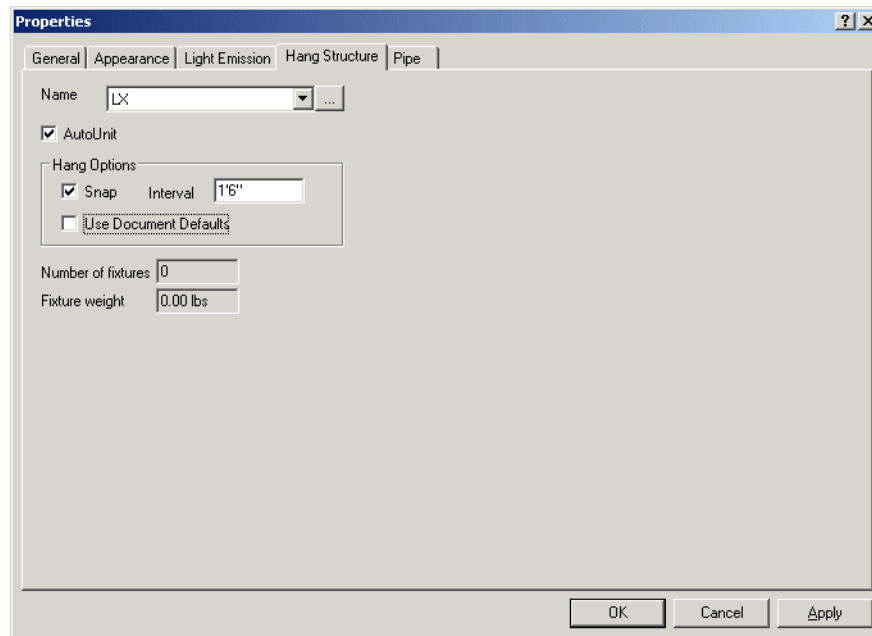 Properties
General Appearance Light Emission Hang Structure Pipe
Name LX ...
AutoUnit
Hang Options
Snap Interval 1'6"
Use Document Defaults
Number of fixtures 0
Fixture weight 0.00 lbs
OK Cancel Apply